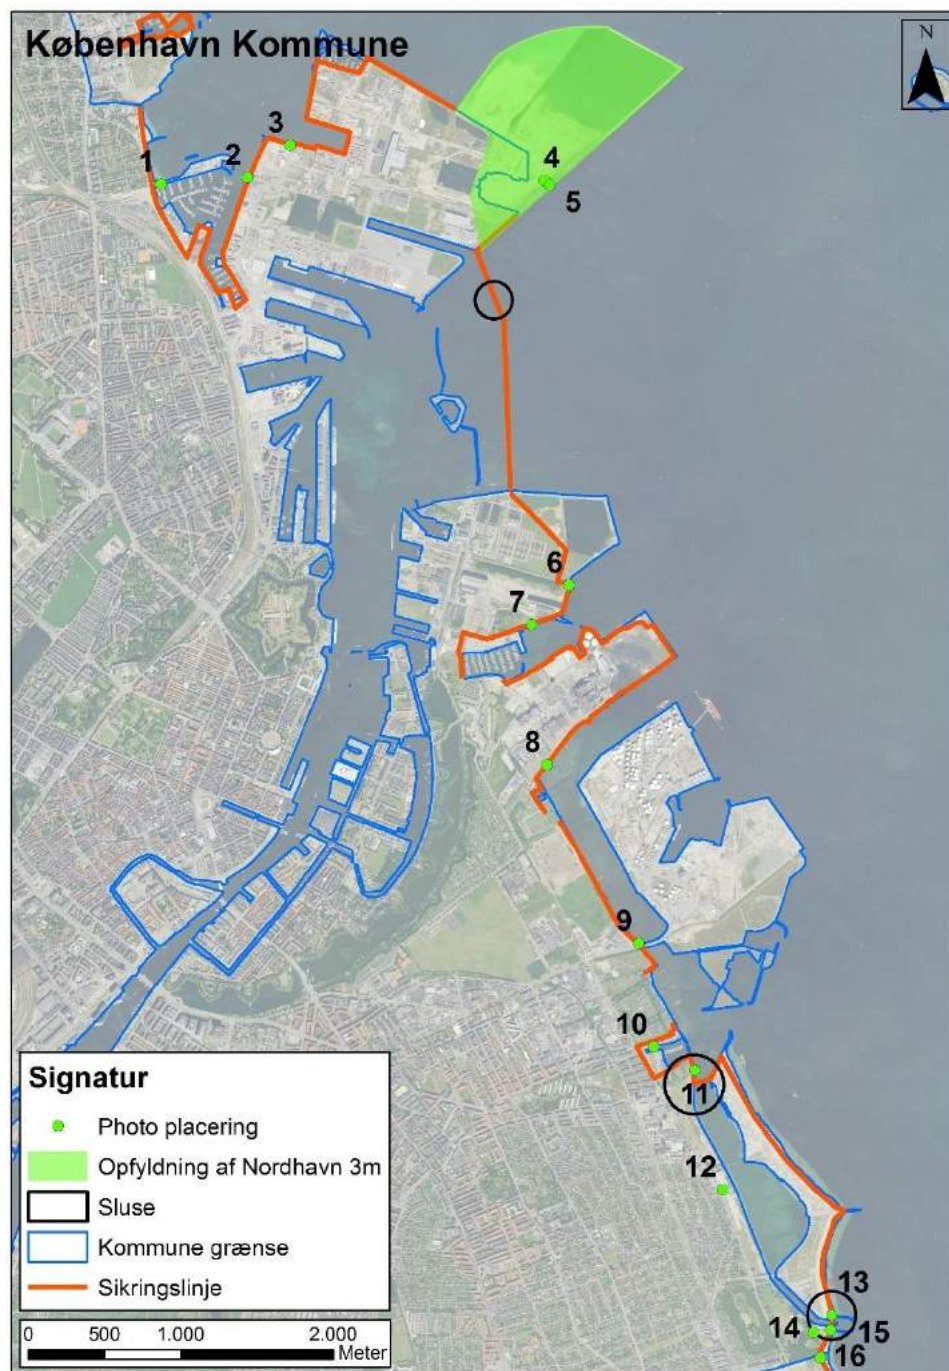 København Kommune
N
3
1
2
4
5
6
7
8
9
10
11
12
13
14
15
16
Signatur
Photo placering
Opfyldning af Nordhavn 3m
Sluse
Kommune grænse
Sikringslinje
0 500 1.000 2.000
Meter